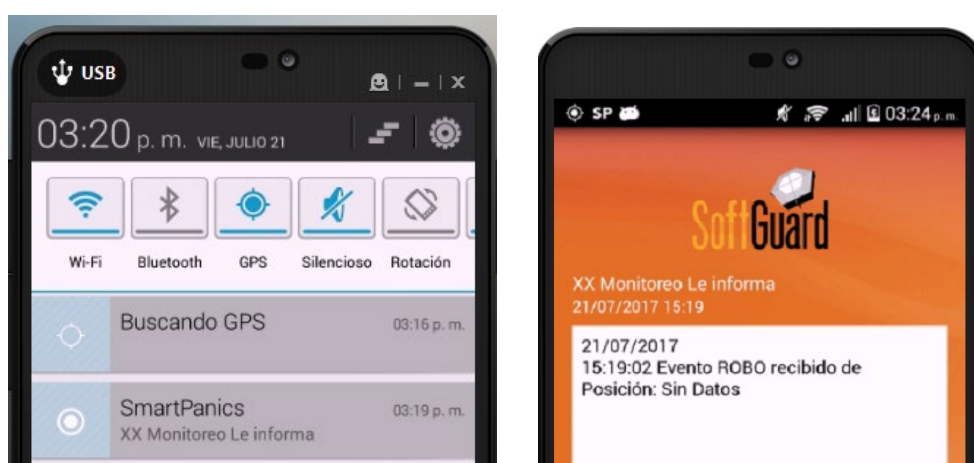 USB
03:20 p. m. VIE, JULIO 21
Wi-Fi Bluetooth GPS Silencioso Rotación
Buscando GPS 03:16 p. m.
SmartPanics 03:19 p. m.
XX Monitoreo Le informa
SP 03:24 p. m.
SoftGuard
XX Monitoreo Le informa
21/07/2017 15:19
21/07/2017
15:19:02 Evento ROBO recibido de
Posición: Sin Datos